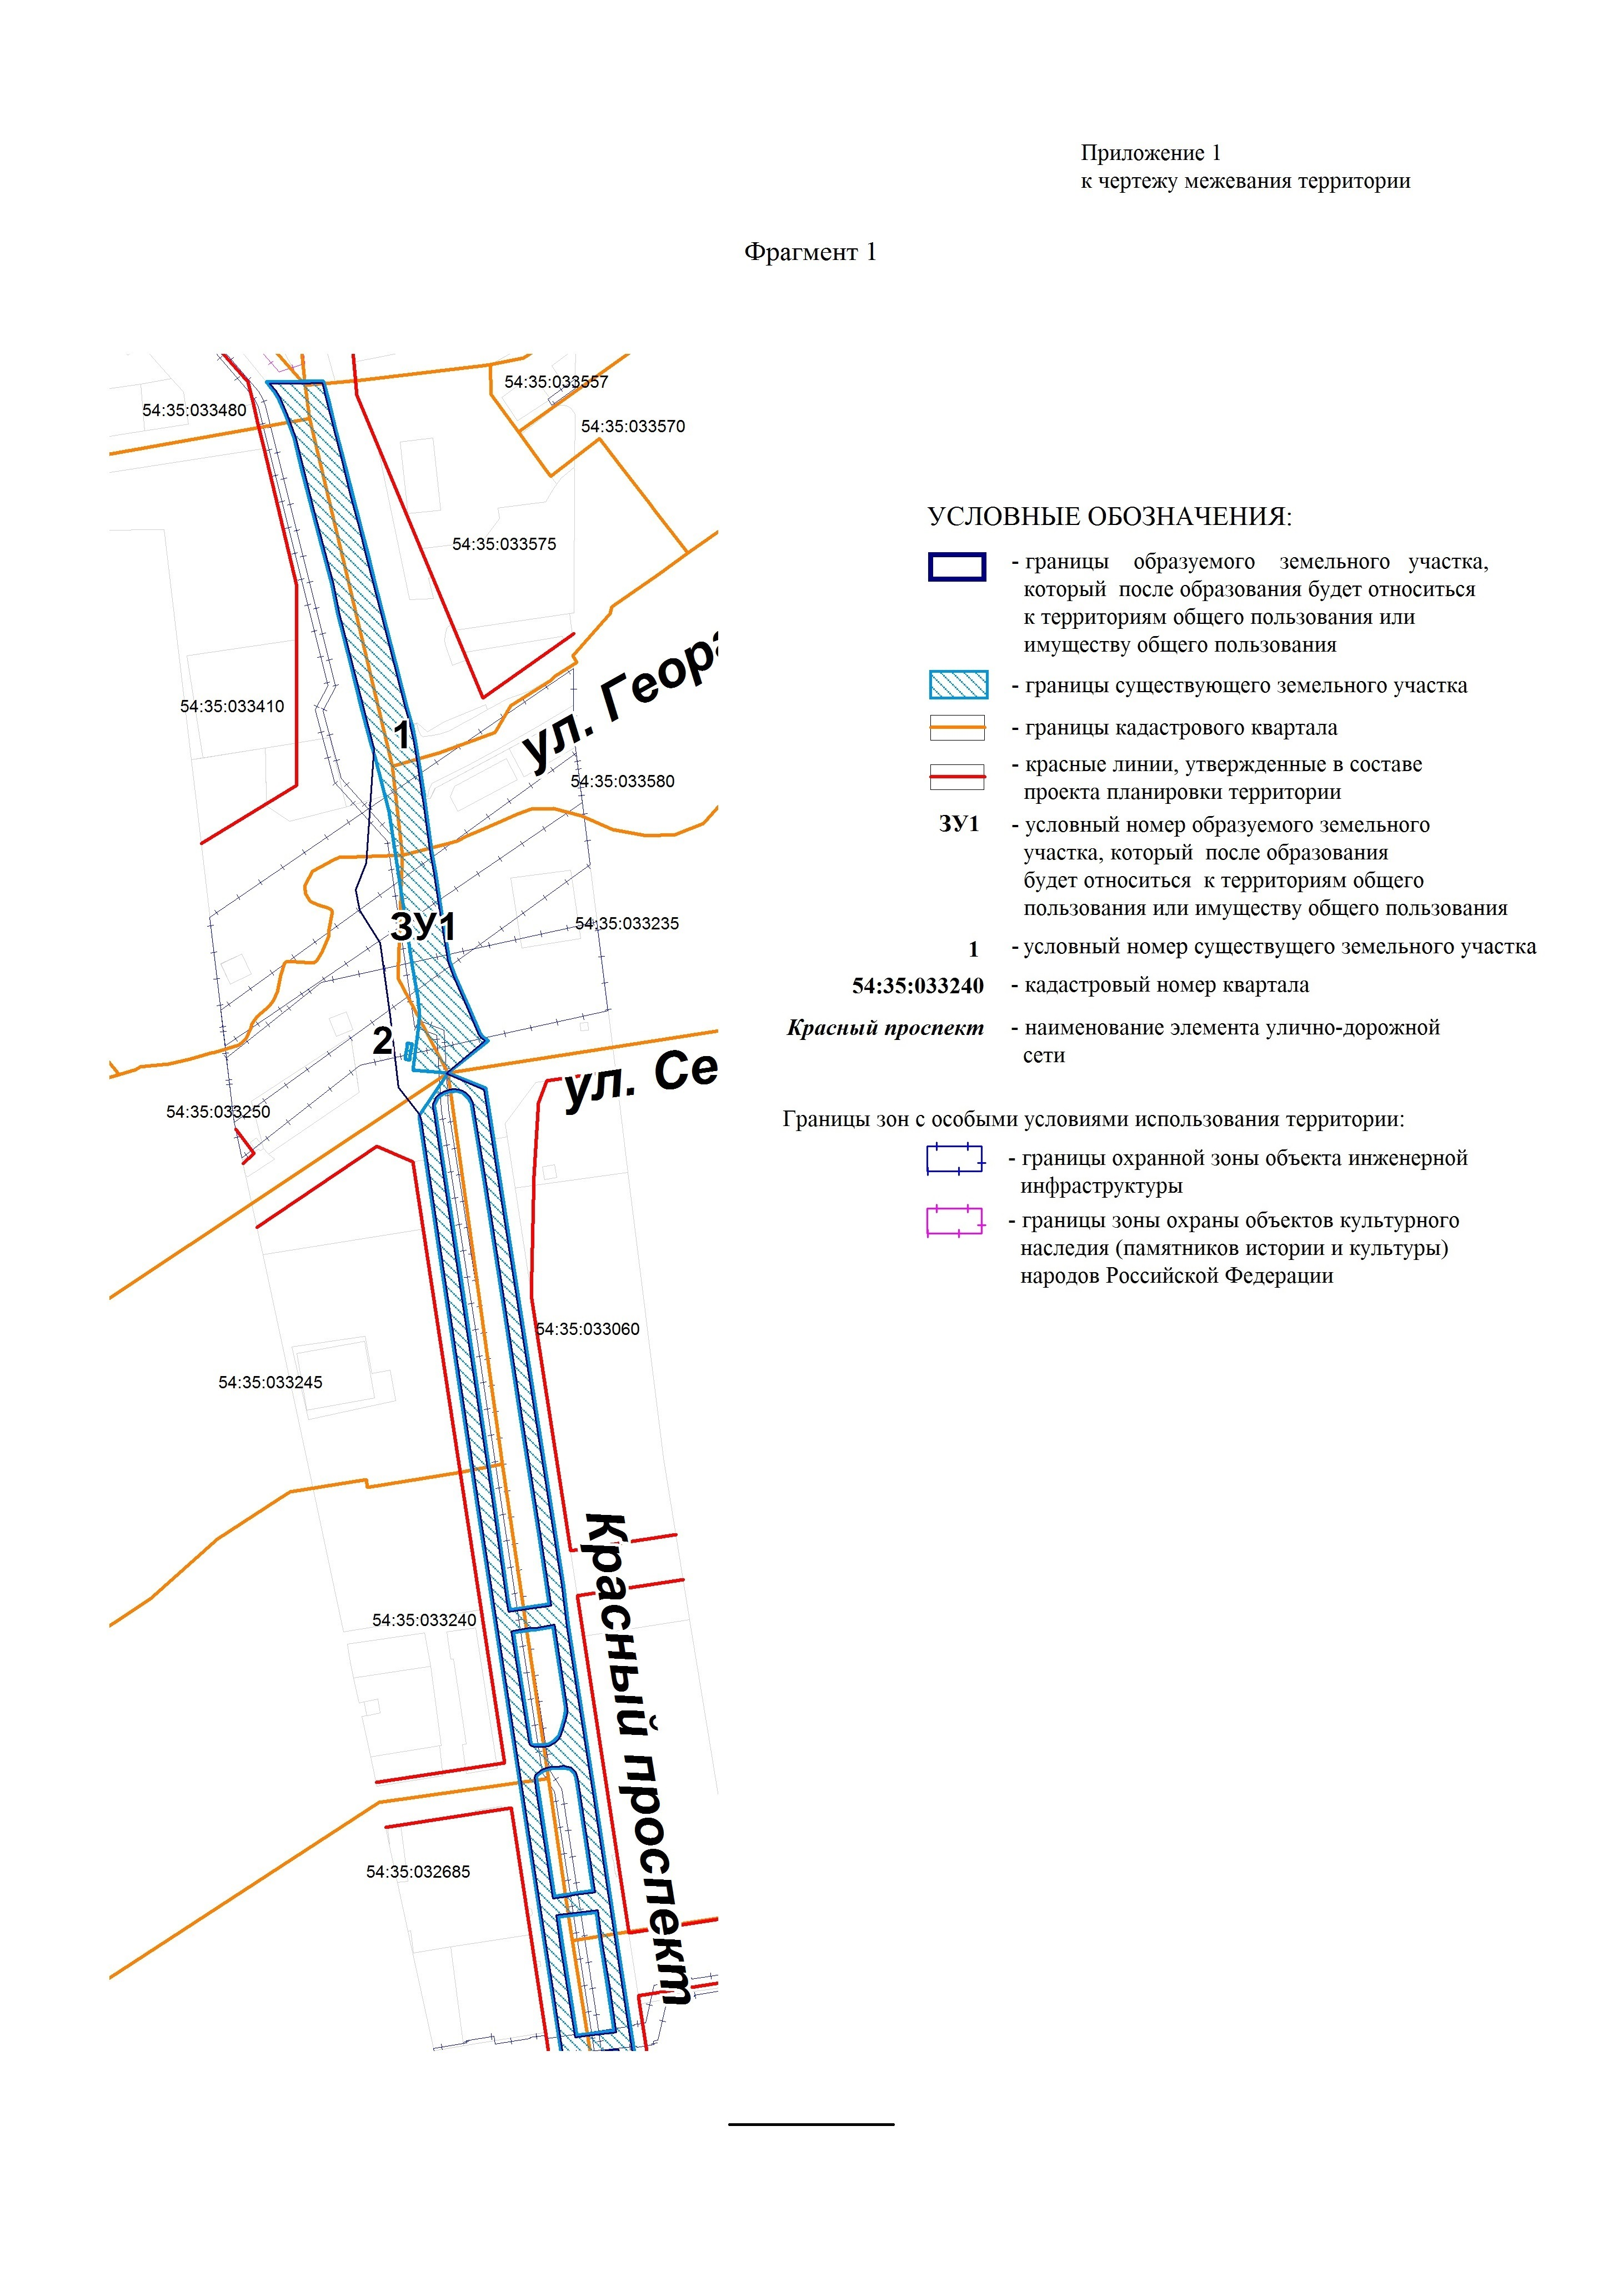 Приложение 1
к чертежу межевания территории
Фрагмент 1
54:35:033557
54:35:033480
54:35:033570
54:35:033575
ул. Геор
54:35:033410
1
54:35:033580
ЗУ1
54:35:033235
2
ул. Се
54:35:033250
54:35:033060
54:35:033245
Красный проспект
54:35:033240
54:35:032685
УСЛОВНЫЕ ОБОЗНАЧЕНИЯ:
- границы образуемого земельного участка,
который после образования будет относиться
к территориям общего пользования или
имуществу общего пользования
- границы существующего земельного участка
- границы кадастрового квартала
- красные линии, утвержденные в составе
проекта планировки территории
ЗУ1 - условный номер образуемого земельного
участка, который после образования
будет относиться к территориям общего
пользования или имуществу общего пользования
1 - условный номер существущего земельного участка
54:35:033240 - кадастровый номер квартала
Красный проспект - наименование элемента улично-дорожной
сети
Границы зон с особыми условиями использования территории:
- границы охранной зоны объекта инженерной
инфраструктуры
- границы зоны охраны объектов культурного
наследия (памятников истории и культуры)
народов Российской Федерации